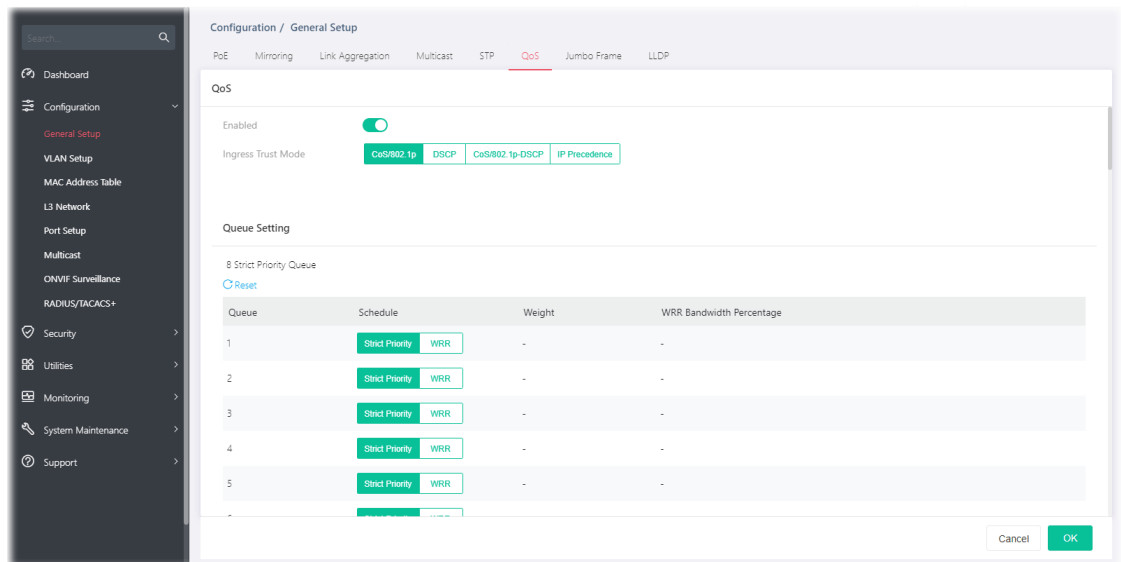 Search...
Dashboard
Configuration
General Setup
VLAN Setup
MAC Address Table
L3 Network
Port Setup
Multicast
ONVIF Surveillance
RADIUS/TACACS+
Security
Utilities
Monitoring
System Maintenance
Support
Configuration / General Setup
PoE Mirroring Link Aggregation Multicast STP QoS Jumbo Frame LLDP
QoS
Enabled
Ingress Trust Mode CoS/802.1p DSCP CoS/802.1p-DSCP IP Precedence
Queue Setting
8 Strict Priority Queue
Reset
Queue Schedule Weight WRR Bandwidth Percentage
1 Strict Priority WRR - -
2 Strict Priority WRR - -
3 Strict Priority WRR - -
4 Strict Priority WRR - -
5 Strict Priority WRR - -
Cancel OK